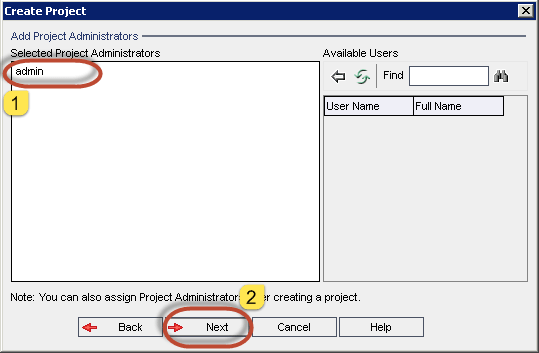 Create Project
Add Project Administrators
Selected Project Administrators
Available Users
admin
Find
1
User Name Full Name
Note: You can also assign Project Administrators er creating a project.
2
Back Next Cancel Help